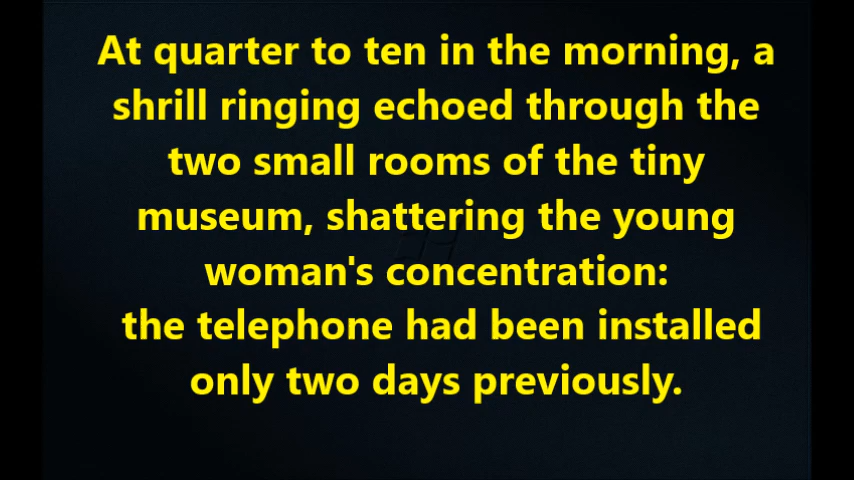 At quarter to ten in the morning, a
shrill ringing echoed through the
two small rooms of the tiny
museum, shattering the young
woman's concentration:
the telephone had been installed
only two days previously.